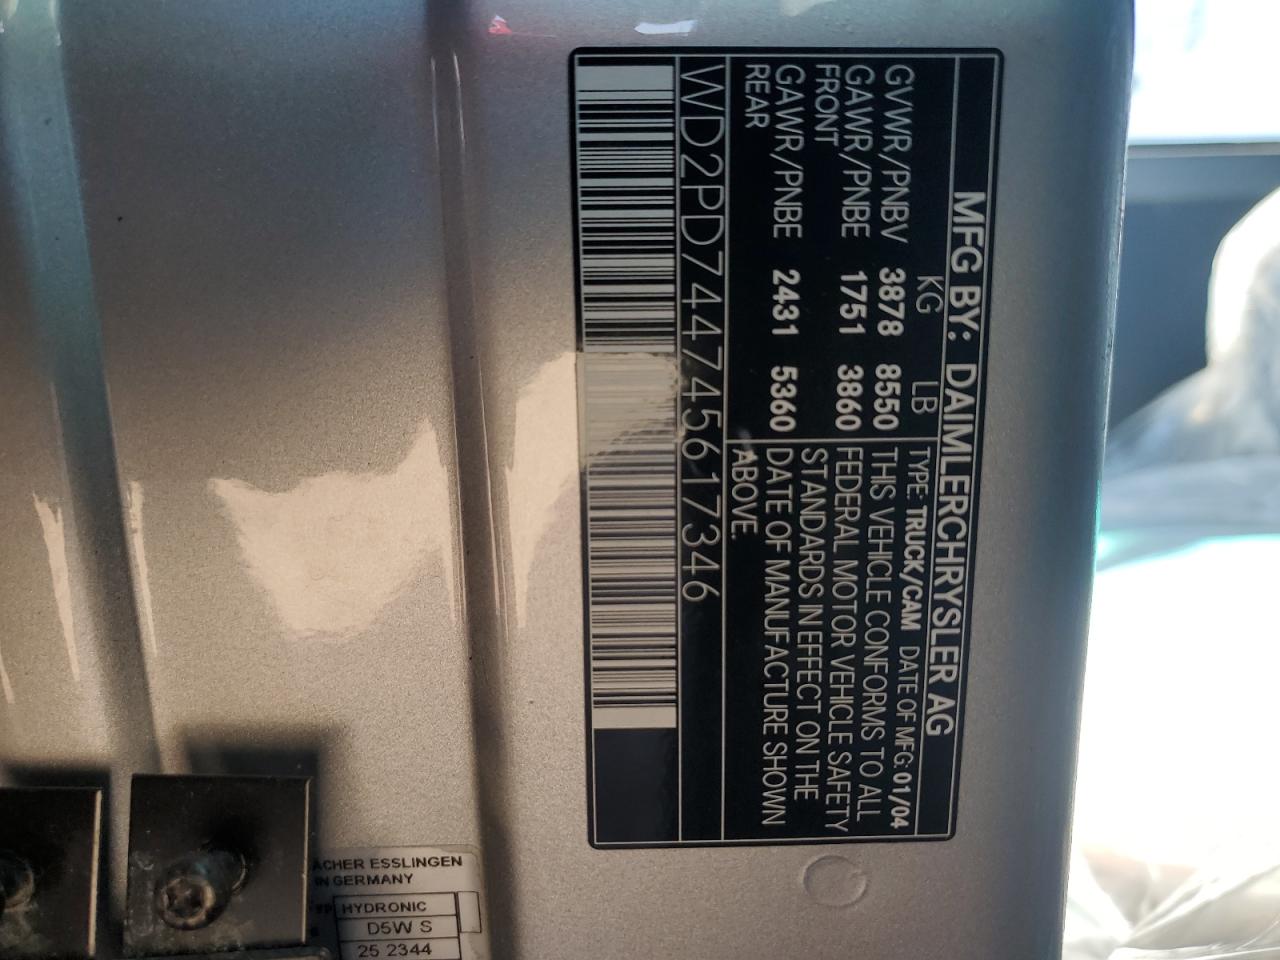 MFG BY: DAIMLERCHRYSLER AG
KG LB
GVWR/PNBV 3878 8550
GAWR/PNBE 1751 3860
FRONT
GAWR/PNBE 2431 5360
REAR
TYPE: TRUCK/CAM DATE OF MFG: 01/04
THIS VEHICLE CONFORMS TO ALL
FEDERAL MOTOR VEHICLE SAFETY
STANDARDS IN EFFECT ON THE
DATE OF MANUFACTURE SHOWN
ABOVE.
WD2PD744745617346
ÄCHER ESSLINGEN
IN GERMANY
HYDRONIC
D5W S
25 2344